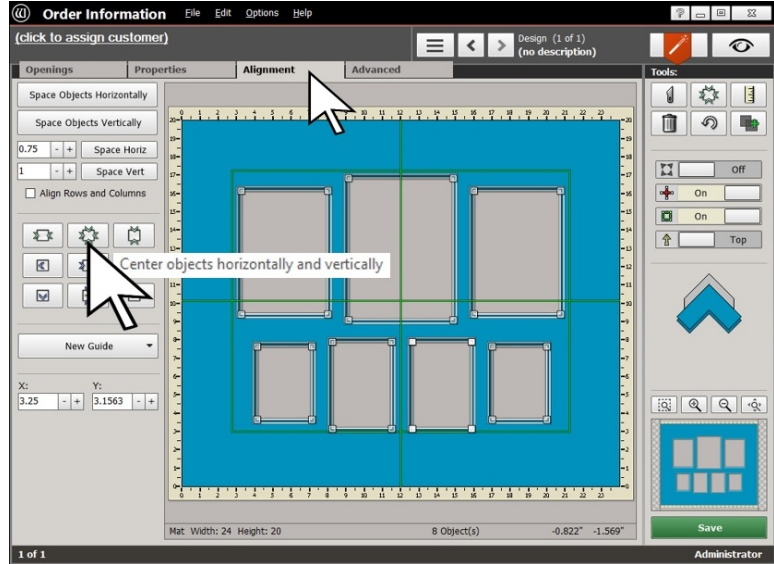 Order Information File Edit Options Help
(click to assign customer)
Design (1 of 1)
(no description)
Openings Properties Alignment Advanced
Tools:
Space Objects Horizontally
Space Objects Vertically
0.75 - + Space Horiz
1 - + Space Vert
Align Rows and Columns
Off
On
On
Top
Center objects horizontally and vertically
New Guide
X: Y:
3.25 - + 3.1563 - +
Mat Width: 24 Height: 20 8 Object(s) -0.822" -1.569"
Save
1 of 1 Administrator